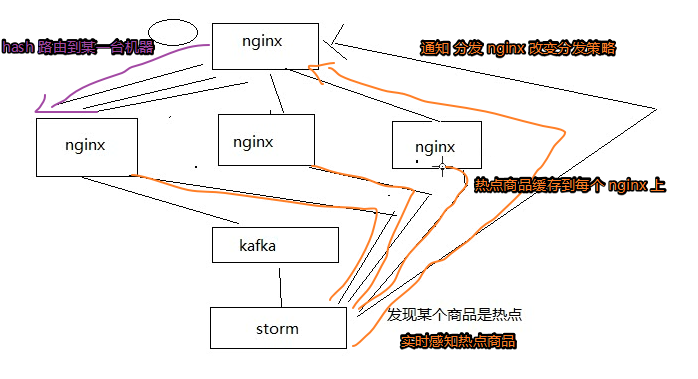 nginx
hash 路由到某一台机器
通知 分发 nginx 改变分发策略
nginx
nginx
nginx
热点商品缓存到每个 nginx 上
kafka
发现某个商品是热点
storm
实时感知热点商品